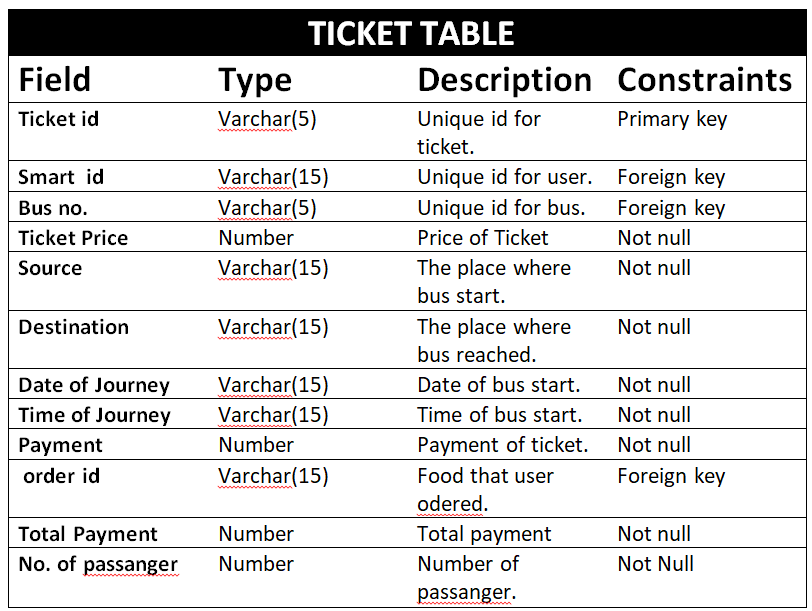 TICKET TABLE
Field Type Description Constraints
Ticket id Varchar(5) Unique id for Primary key
ticket.
Smart id Varchar(15) Unique id for user. Foreign key
Bus no. Varchar(5) Unique id for bus. Foreign key
Ticket Price Number Price of Ticket Not null
Source Varchar(15) The place where Not null
bus start.
Destination Varchar(15) The place where Not null
bus reached.
Date of Journey Varchar(15) Date of bus start. Not null
Time of Journey Varchar(15) Time of bus start. Not null
Payment Number Payment of ticket. Not null
order id Varchar(15) Food that user Foreign key
odered.
Total Payment Number Total payment Not null
No. of passanger Number Number of Not Null
passanger.